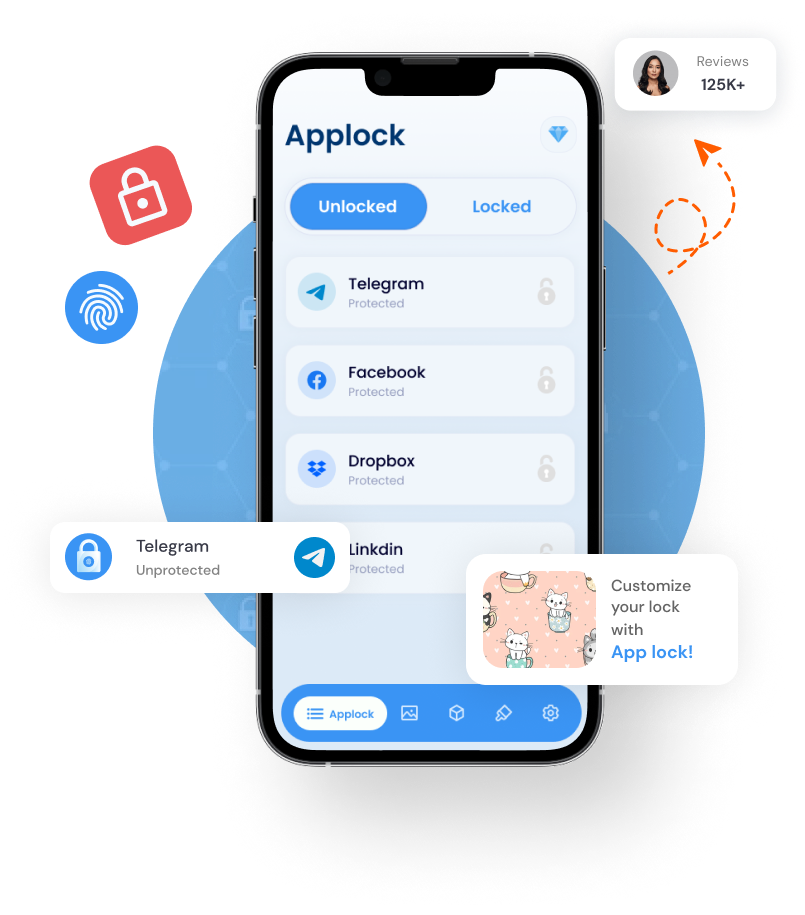 Reviews
125K+
Applock
Unlocked
Locked
Telegram
Protected
Facebook
Protected
Dropbox
Protected
Linkdin
Protected
Telegram
Unprotected
Customize
your lock
with
App lock!
Applock